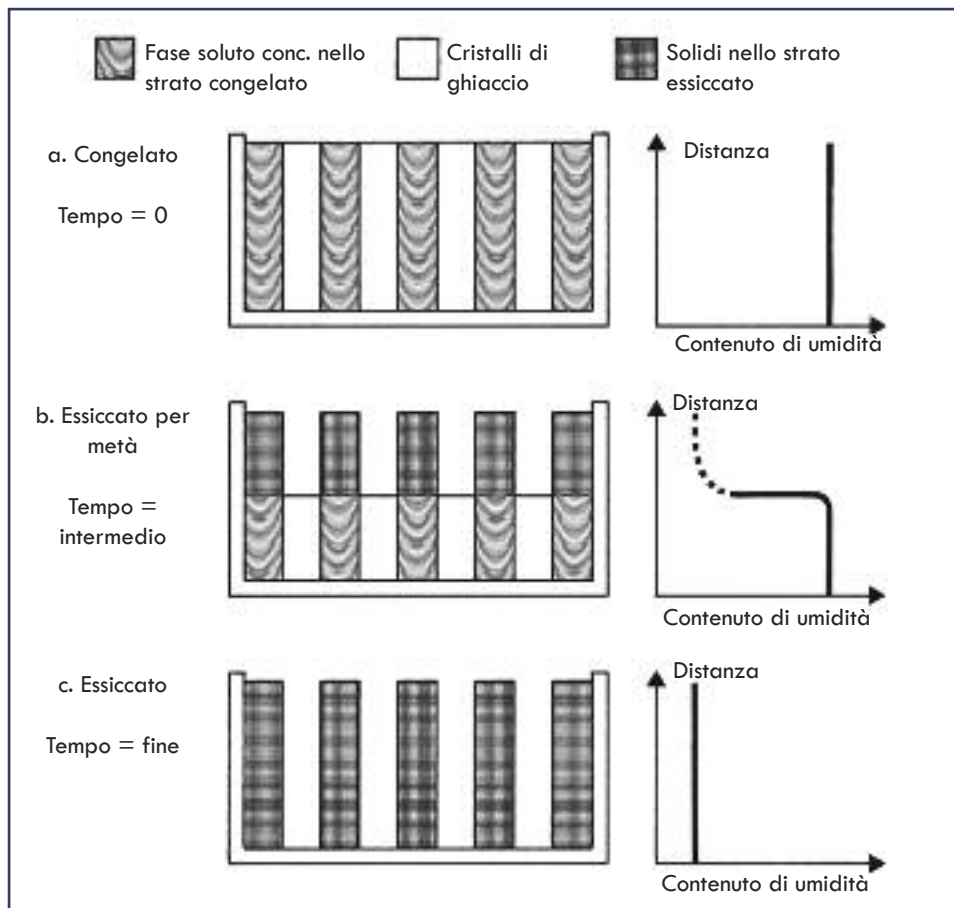 Fase soluto conc. nello
strato congelato
Cristalli di
ghiaccio
Solidi nello strato
essiccato
a. Congelato
Tempo = 0
Distanza
Contenuto di umidità
b. Essiccato per
metà
Tempo =
intermedio
Distanza
Contenuto di umidità
c. Essiccato
Tempo = fine
Distanza
Contenuto di umidità